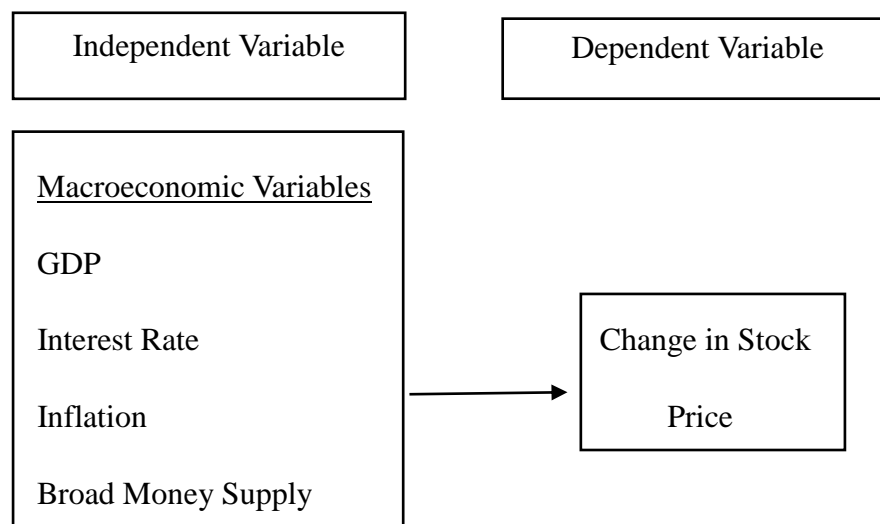 Independent Variable
Dependent Variable
Macroeconomic Variables
GDP
Interest Rate
Inflation
Broad Money Supply
Change in Stock
Price